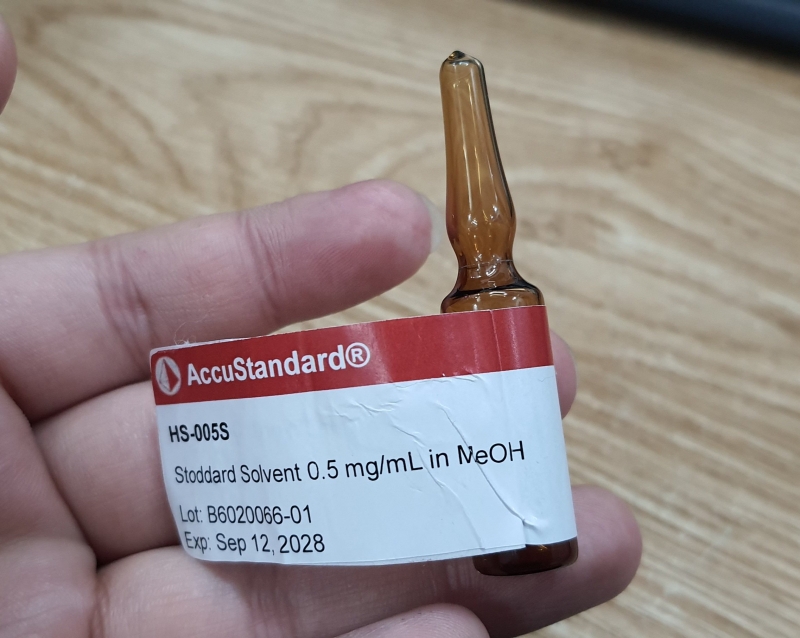 AccuStandard®
HS-005S
Stoddard Solvent 0.5 mg/mL in MeOH
Lot: B6020066-01
Exp: Sep 12, 2028